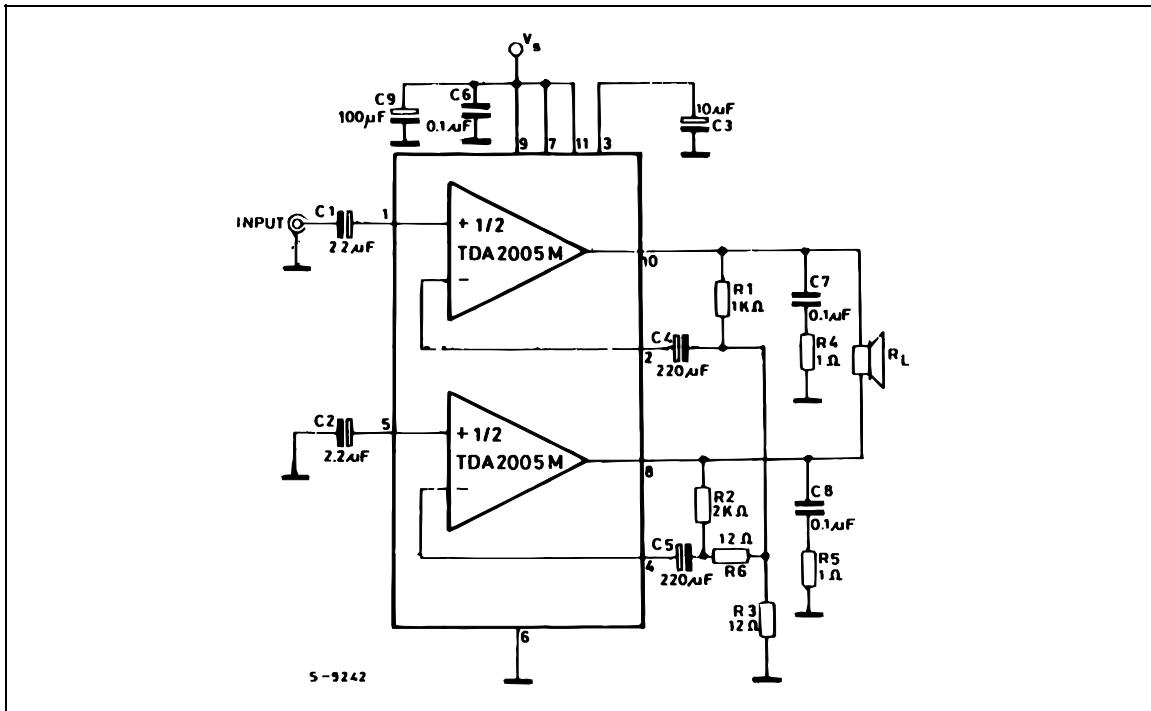 Vs
C9
100µF
C6
0.1µF
10µF
C3
9
7
11
3
INPUT
C1
2.2µF
1
+ 1/2
TDA2005M
−
10
R1
1KΩ
C7
0.1µF
R4
1Ω
RL
C4
2
220µF
C2
2.2µF
5
+ 1/2
TDA2005M
−
8
R2
2KΩ
C8
0.1µF
C5
4
220µF
12Ω
R6
R5
1Ω
R3
12Ω
6
S-9242